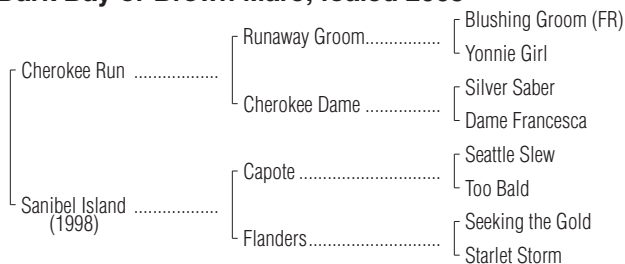 Blushing Groom (FR)
Runaway Groom................
Yonnie Girl
Cherokee Run ..................
Silver Saber
Cherokee Dame ................
Dame Francesca
Seattle Slew
Capote ..............................
Too Bald
Sanibel Island ..................
(1998)
Seeking the Gold
Flanders............................
Starlet Storm